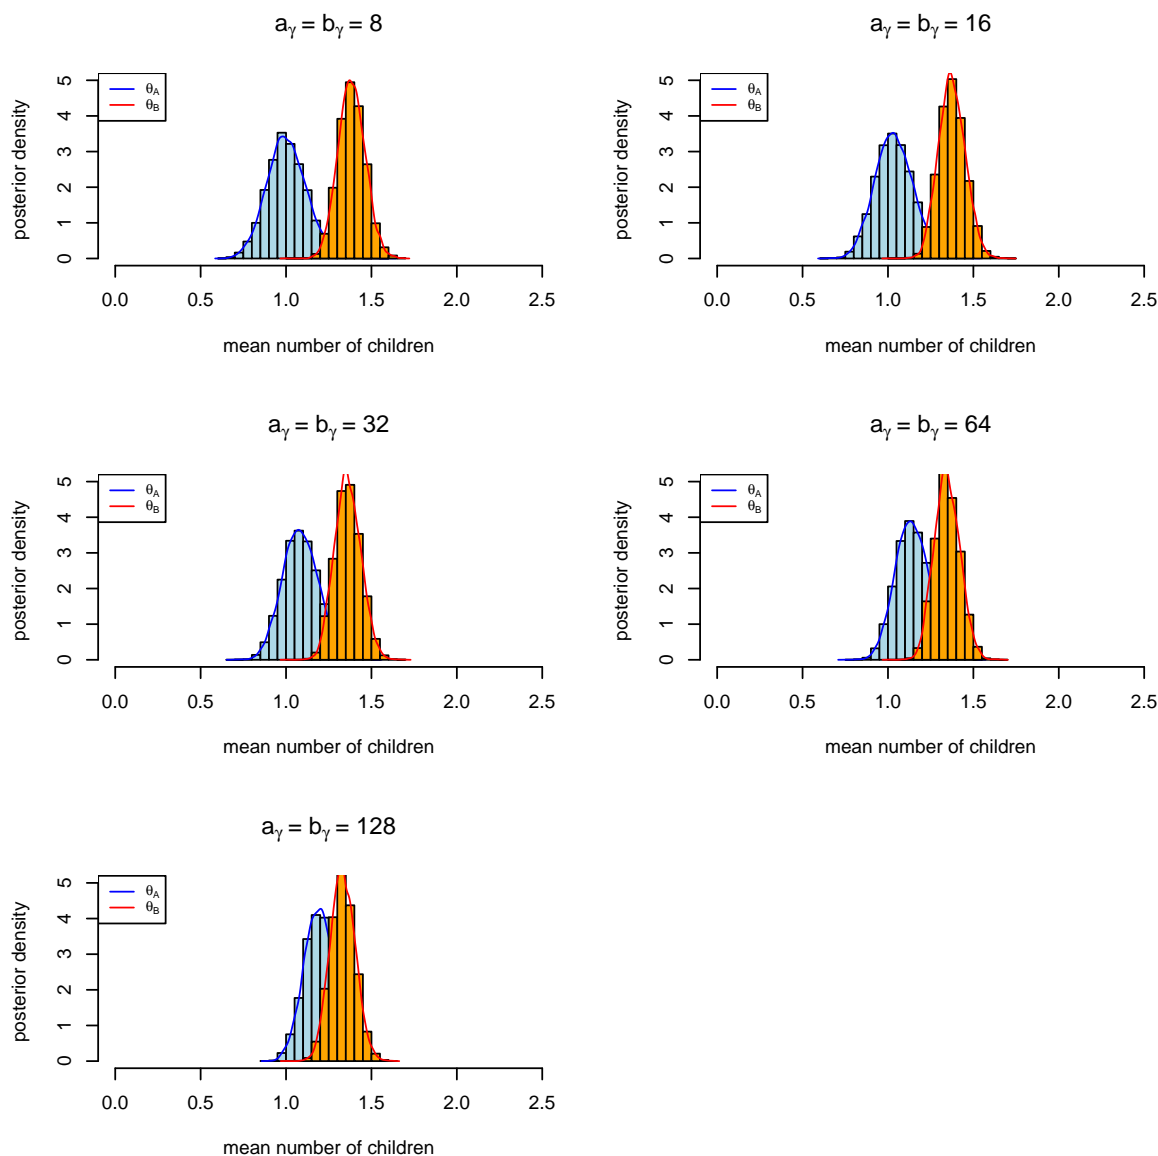 a_γ = b_γ = 8
5
4
3
2
1
0
posterior density
θ_A
θ_B
0.0 0.5 1.0 1.5 2.0 2.5
mean number of children
a_γ = b_γ = 16
5
4
3
2
1
0
posterior density
θ_A
θ_B
0.0 0.5 1.0 1.5 2.0 2.5
mean number of children
a_γ = b_γ = 32
5
4
3
2
1
0
posterior density
θ_A
θ_B
0.0 0.5 1.0 1.5 2.0 2.5
mean number of children
a_γ = b_γ = 64
5
4
3
2
1
0
posterior density
θ_A
θ_B
0.0 0.5 1.0 1.5 2.0 2.5
mean number of children
a_γ = b_γ = 128
5
4
3
2
1
0
posterior density
θ_A
θ_B
0.0 0.5 1.0 1.5 2.0 2.5
mean number of children